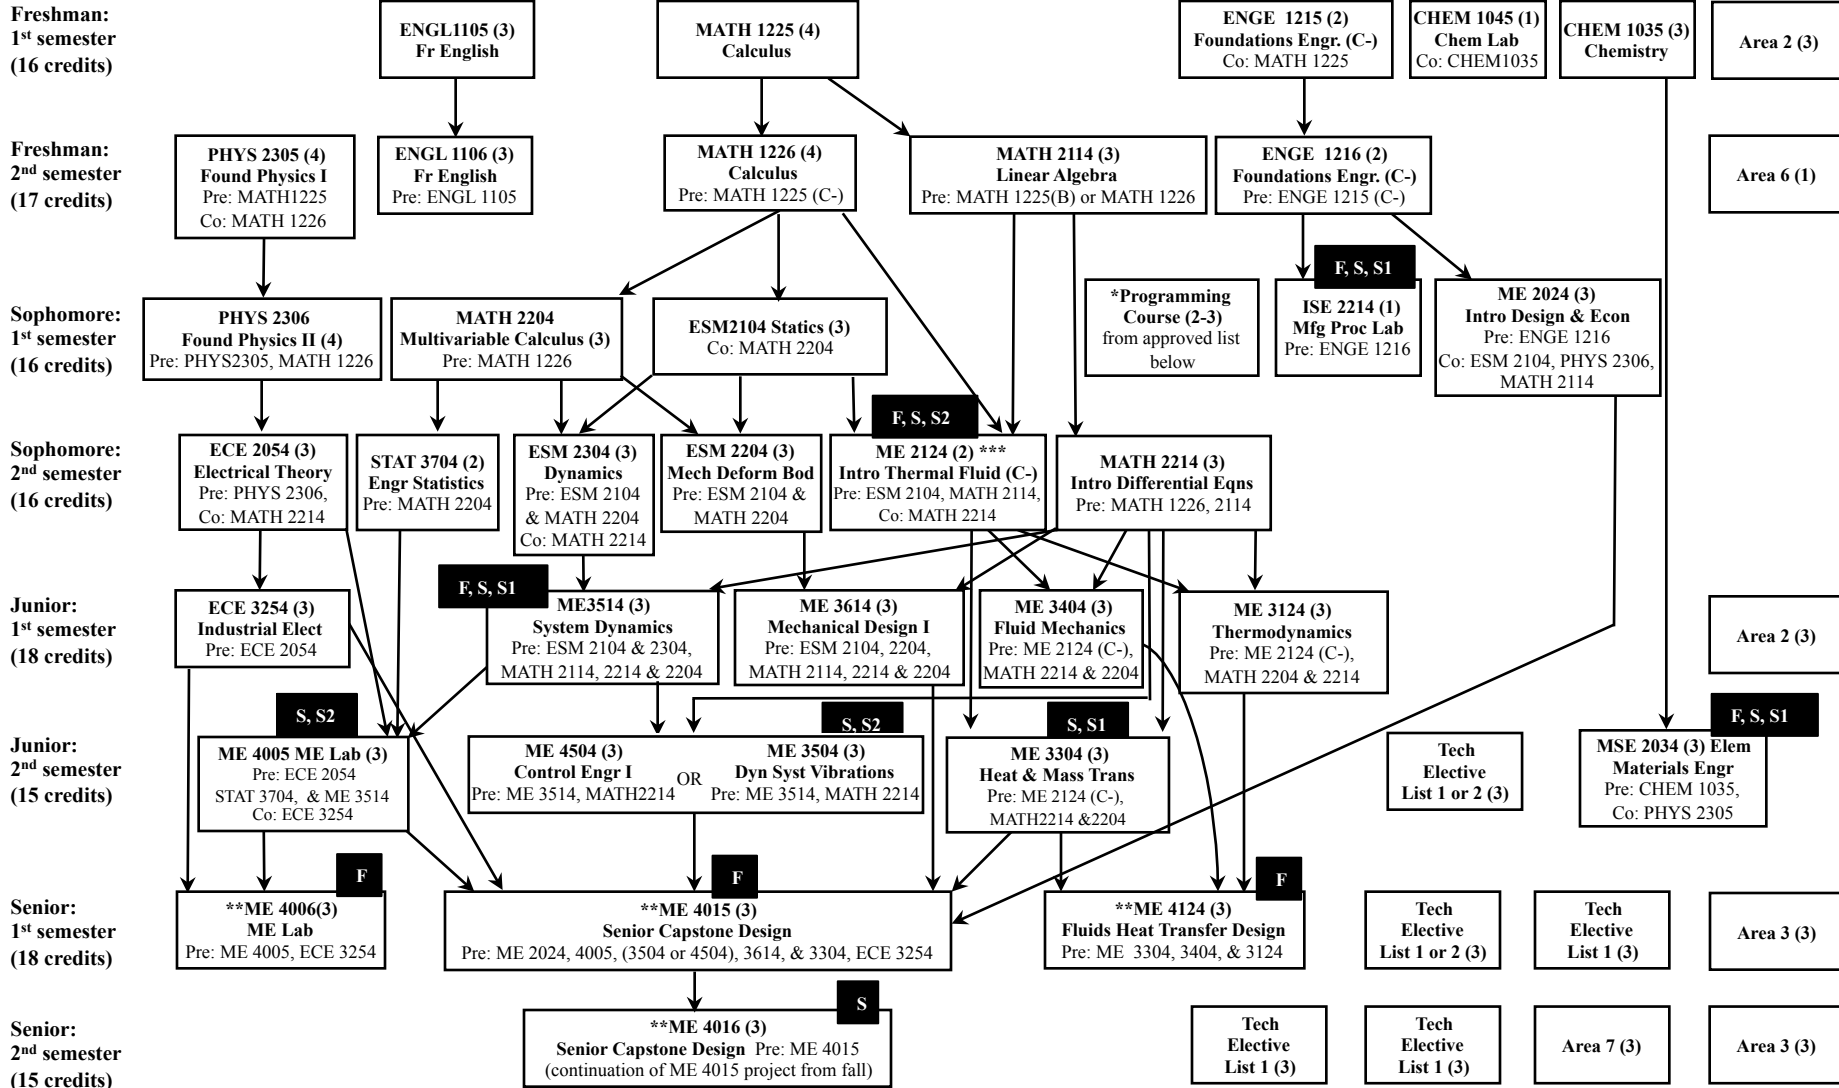 Freshman:
1st semester
(16 credits)
ENGL1105 (3)
Fr English
MATH 1225 (4)
Calculus
ENGE 1215 (2)
Foundations Engr. (C-)
Co: MATH 1225
CHEM 1045 (1)
Chem Lab
Co: CHEM1035
CHEM 1035 (3)
Chemistry
Area 2 (3)
Freshman:
2nd semester
(17 credits)
PHYS 2305 (4)
Found Physics I
Pre: MATH1225
Co: MATH 1226
ENGL 1106 (3)
Fr English
Pre: ENGL 1105
MATH 1226 (4)
Calculus
Pre: MATH 1225 (C-)
MATH 2114 (3)
Linear Algebra
Pre: MATH 1225(B) or MATH 1226
ENGE 1216 (2)
Foundations Engr. (C-)
Pre: ENGE 1215 (C-)
Area 6 (1)
Sophomore:
1st semester
(16 credits)
PHYS 2306
Found Physics II (4)
Pre: PHYS2305, MATH 1226
MATH 2204
Multivariable Calculus (3)
Pre: MATH 1226
ESM2104 Statics (3)
Co: MATH 2204
*Programming
Course (2-3)
from approved list
below
F, S, S1
ISE 2214 (1)
Mfg Proc Lab
Pre: ENGE 1216
ME 2024 (3)
Intro Design & Econ
Pre: ENGE 1216
Co: ESM 2104, PHYS 2306,
MATH 2114
Sophomore:
2nd semester
(16 credits)
ECE 2054 (3)
Electrical Theory
Pre: PHYS 2306,
Co: MATH 2214
STAT 3704 (2)
Engr Statistics
Pre: MATH 2204
ESM 2304 (3)
Dynamics
Pre: ESM 2104
& MATH 2204
Co: MATH 2214
ESM 2204 (3)
Mech Deform Bod
Pre: ESM 2104 &
MATH 2204
F, S, S2
ME 2124 (2) ***
Intro Thermal Fluid (C-)
Pre: ESM 2104, MATH 2114,
Co: MATH 2214
MATH 2214 (3)
Intro Differential Eqns
Pre: MATH 1226, 2114
Junior:
1st semester
(18 credits)
ECE 3254 (3)
Industrial Elect
Pre: ECE 2054
F, S, S1
ME3514 (3)
System Dynamics
Pre: ESM 2104 & 2304,
MATH 2114, 2214 & 2204
ME 3614 (3)
Mechanical Design I
Pre: ESM 2104, 2204,
MATH 2114, 2214 & 2204
ME 3404 (3)
Fluid Mechanics
Pre: ME 2124 (C-),
MATH 2214 & 2204
ME 3124 (3)
Thermodynamics
Pre: ME 2124 (C-),
MATH 2204 & 2214
Area 2 (3)
Junior:
2nd semester
(15 credits)
S, S2
ME 4005 ME Lab (3)
Pre: ECE 2054
STAT 3704, & ME 3514
Co: ECE 3254
ME 4504 (3)
Control Engr I
Pre: ME 3514, MATH2214
OR
S, S2
ME 3504 (3)
Dyn Syst Vibrations
Pre: ME 3514, MATH 2214
S, S1
ME 3304 (3)
Heat & Mass Trans
Pre: ME 2124 (C-),
MATH2214 &2204
Tech
Elective
List 1 or 2 (3)
F, S, S1
MSE 2034 (3) Elem
Materials Engr
Pre: CHEM 1035,
Co: PHYS 2305
Senior:
1st semester
(18 credits)
F
**ME 4006(3)
ME Lab
Pre: ME 4005, ECE 3254
F
**ME 4015 (3)
Senior Capstone Design
Pre: ME 2024, 4005, (3504 or 4504), 3614, & 3304, ECE 3254
F
**ME 4124 (3)
Fluids Heat Transfer Design
Pre: ME 3304, 3404, & 3124
Tech
Elective
List 1 or 2 (3)
Tech
Elective
List 1 (3)
Area 3 (3)
Senior:
2nd semester
(15 credits)
S
**ME 4016 (3)
Senior Capstone Design Pre: ME 4015
(continuation of ME 4015 project from fall)
Tech
Elective
List 1 (3)
Tech
Elective
List 1 (3)
Area 7 (3)
Area 3 (3)